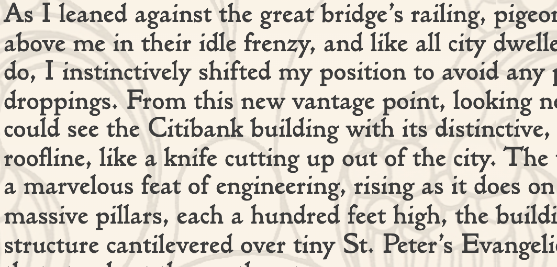 As I leaned against the great bridge's railing, pigeo
above me in their idle frenzy, and like all city dwelle
do, I instinctively shifted my position to avoid any
droppings. From this new vantage point, looking no
could see the Citibank building with its distinctive,
roofline, like a knife cutting up out of the city. The
a marvelous feat of engineering, rising as it does on
massive pillars, each a hundred feet high, the buildi
structure cantilevered over tiny St. Peter's Evangeli